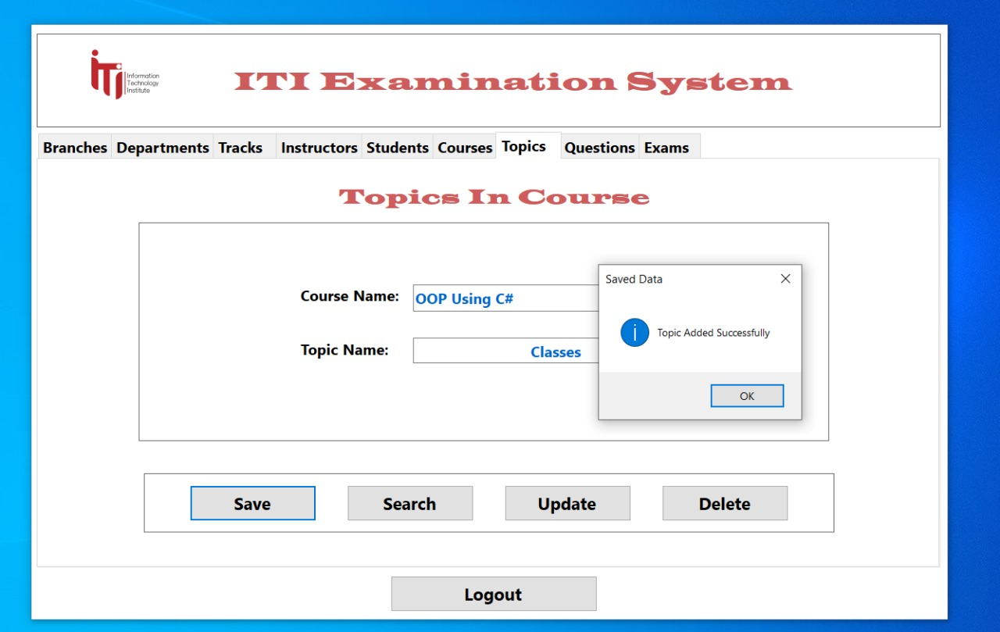 Information
Technology
Institute
ITI Examination System
Branches Departments Tracks Instructors Students Courses Topics Questions Exams
Topics In Course
Course Name: OOP Using C#
Topic Name: Classes
Saved Data
Topic Added Successfully
OK
Save Search Update Delete
Logout